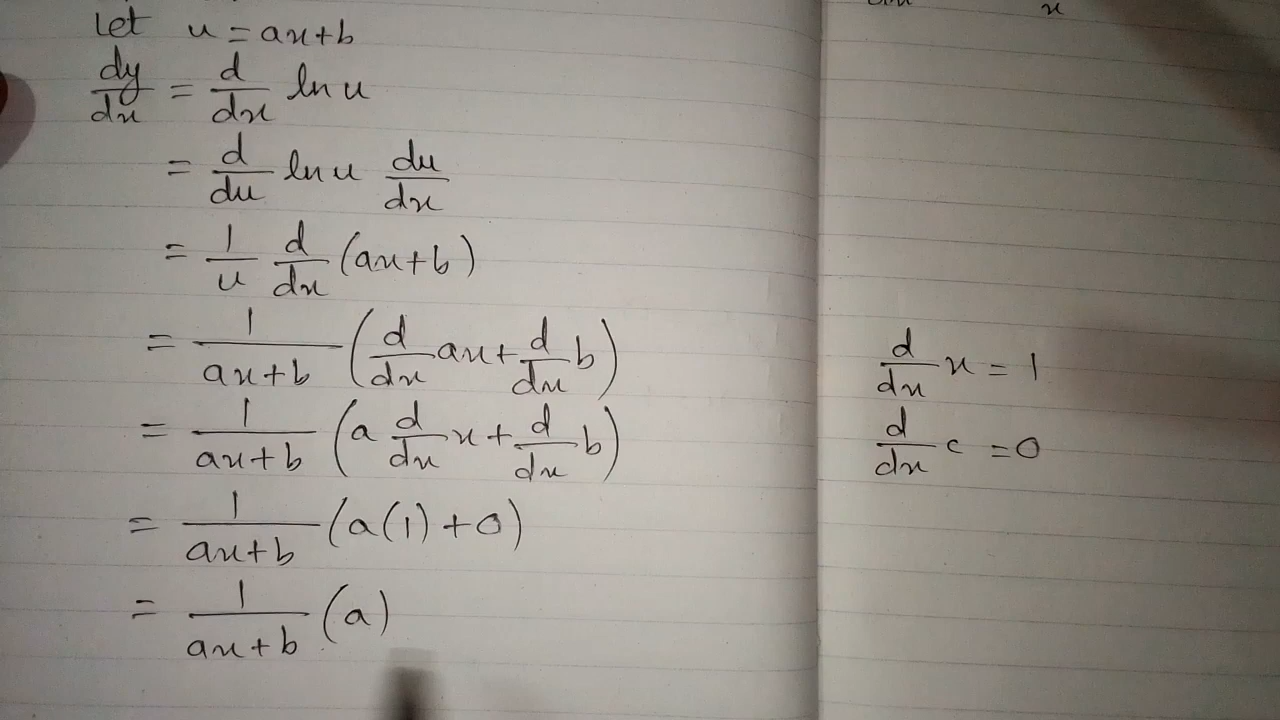 Let u = ax+b
dy/dx = d/dx ln u
= d/du ln u du/dx
= 1/u d/dx (ax+b)
= 1/(ax+b) (d/dx ax + d/dx b)
= 1/(ax+b) (a d/dx x + d/dx b)
= 1/(ax+b) (a(1)+0)
= 1/(ax+b) (a)
x
d/dx x = 1
d/dx c = 0